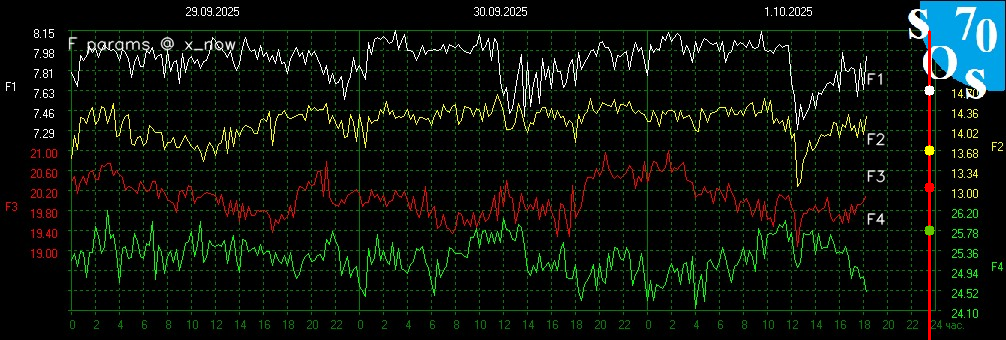 29.09.2025 30.09.2025 1.10.2025
F params @ x_now
SOS 70
F1
8.15
7.98
7.81
7.63
7.46
7.29
F3
21.00
20.60
20.20
19.80
19.40
19.00
F1
F2
F3
F4
14.70
14.36
14.02
13.68
13.34
13.00
F2
26.20
25.78
25.36
24.94
24.52
24.10
F4
0 2 4 6 8 10 12 14 16 18 20 22 0 2 4 6 8 10 12 14 16 18 20 22 0 2 4 6 8 10 12 14 16 18 20 22 24 час.